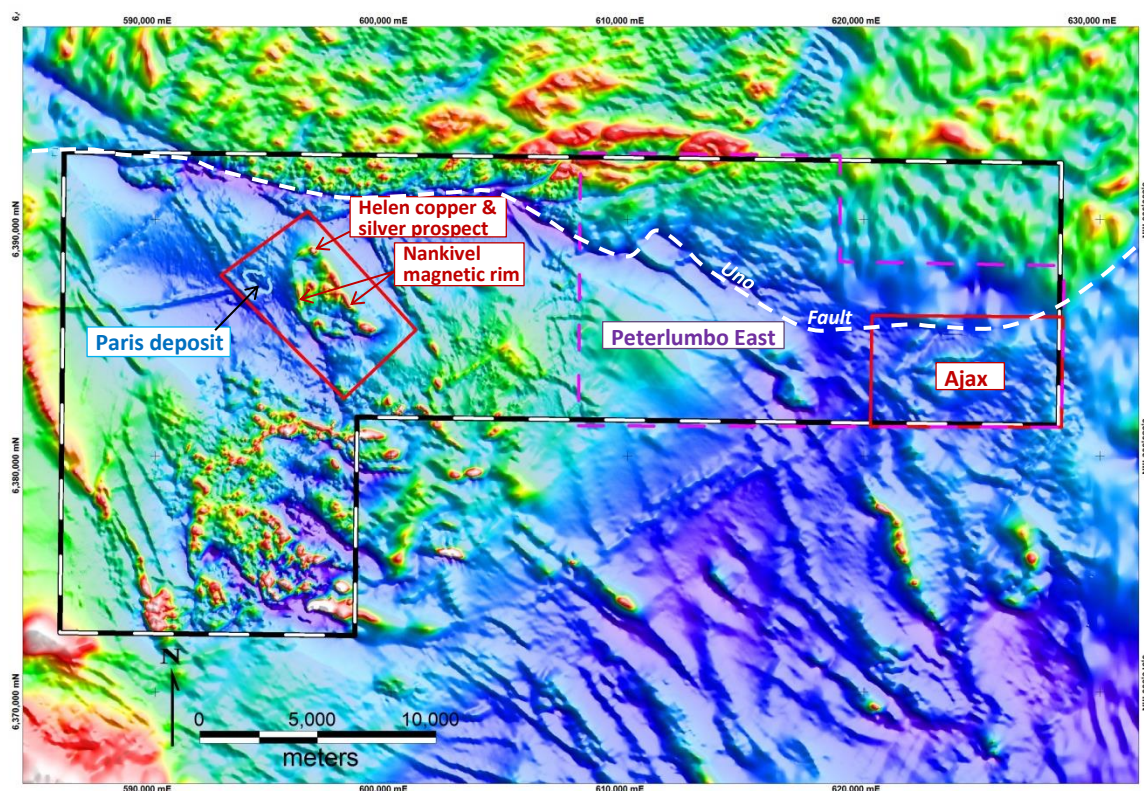 590,000 mE
600,000 mE
610,000 mE
620,000 mE
630,000 mE
6,390,000 mN
6,380,000 mN
6,370,000 mN
Helen copper &
silver prospect
Nankivel
magnetic rim
Paris deposit
Uno
Fault
Peterlumbo East
Ajax
N
0
5,000
10,000
meters
590,000 mE
600,000 mE
610,000 mE
620,000 mE